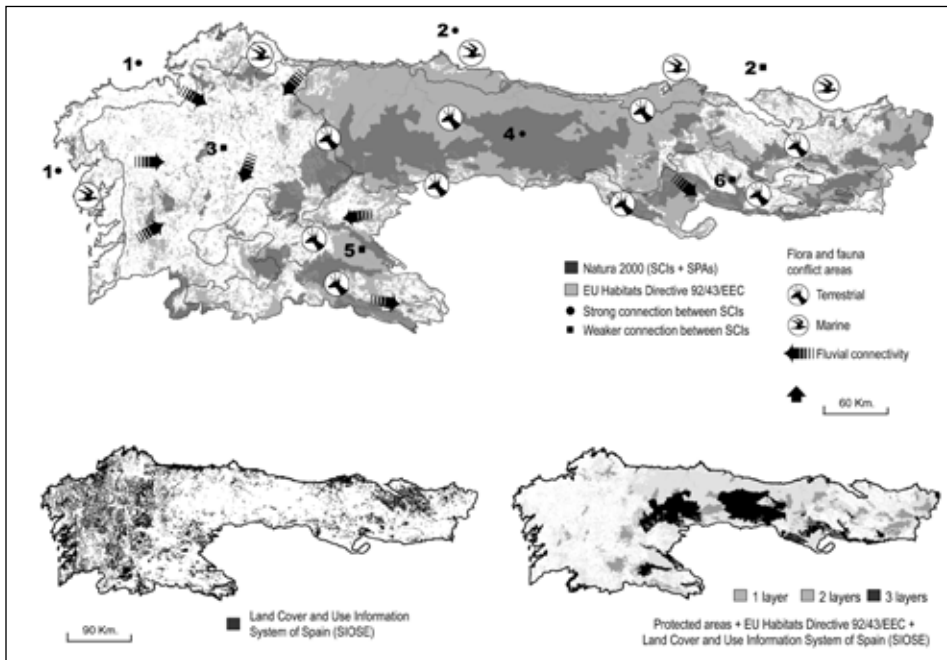 2
1
2
3
4
1
6
5
Flora and fauna
conflict areas
Terrestrial
Marine
Fluvial connectivity
Natura 2000 (SCIs + SPAs)
EU Habitats Directive 92/43/EEC
Strong connection between SCIs
Weaker connection between SCIs
60 Km.
90 Km.
Land Cover and Use Information
System of Spain (SIOSE)
1 layer 2 layers 3 layers
Protected areas + EU Habitats Directive 92/43/EEC +
Land Cover and Use Information System of Spain (SIOSE)